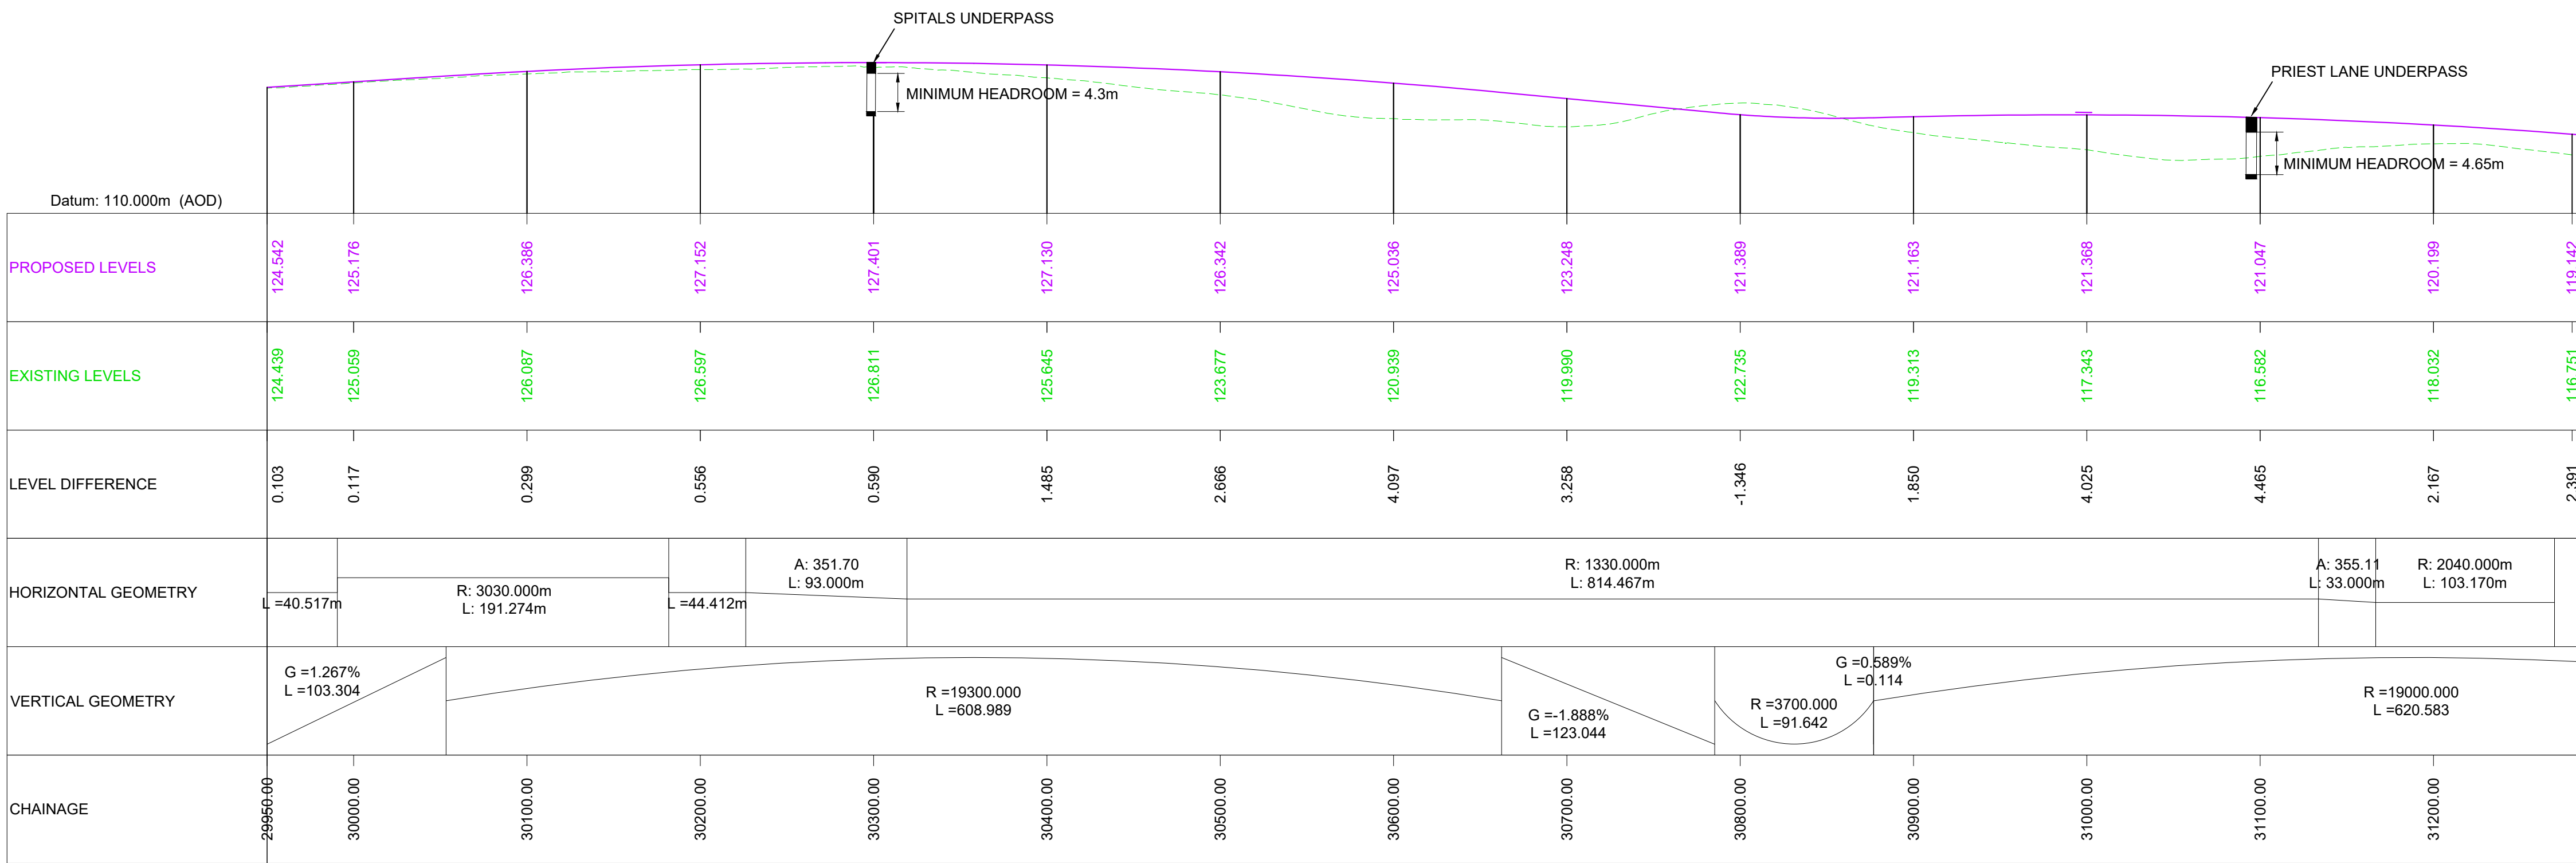 SPITALS UNDERPASS
MINIMUM HEADROOM = 4.3m
PRIEST LANE UNDERPASS
MINIMUM HEADROOM = 4.65m
Datum: 110.000m (AOD)
PROPOSED LEVELS
124.542
125.176
126.386
127.152
127.401
127.130
126.342
125.036
123.248
121.389
121.163
121.368
121.047
120.199
119.142
EXISTING LEVELS
124.439
125.059
126.087
126.597
126.811
125.645
123.677
120.939
119.990
122.735
119.313
117.343
116.582
118.032
116.751
LEVEL DIFFERENCE
0.103
0.117
0.299
0.556
0.590
1.485
2.666
4.097
3.258
-1.346
1.850
4.025
4.465
2.167
2.391
HORIZONTAL GEOMETRY
L =40.517m
R: 3030.000m
L: 191.274m
L =44.412m
A: 351.70
L: 93.000m
R: 1330.000m
L: 814.467m
A: 355.11
L: 33.000m
R: 2040.000m
L: 103.170m
VERTICAL GEOMETRY
G =1.267%
L =103.304
R =19300.000
L =608.989
G =-1.888%
L =123.044
R =3700.000
L =91.642
G =0.589%
L =0.114
R =19000.000
L =620.583
CHAINAGE
29950.00
30000.00
30100.00
30200.00
30300.00
30400.00
30500.00
30600.00
30700.00
30800.00
30900.00
31000.00
31100.00
31200.00